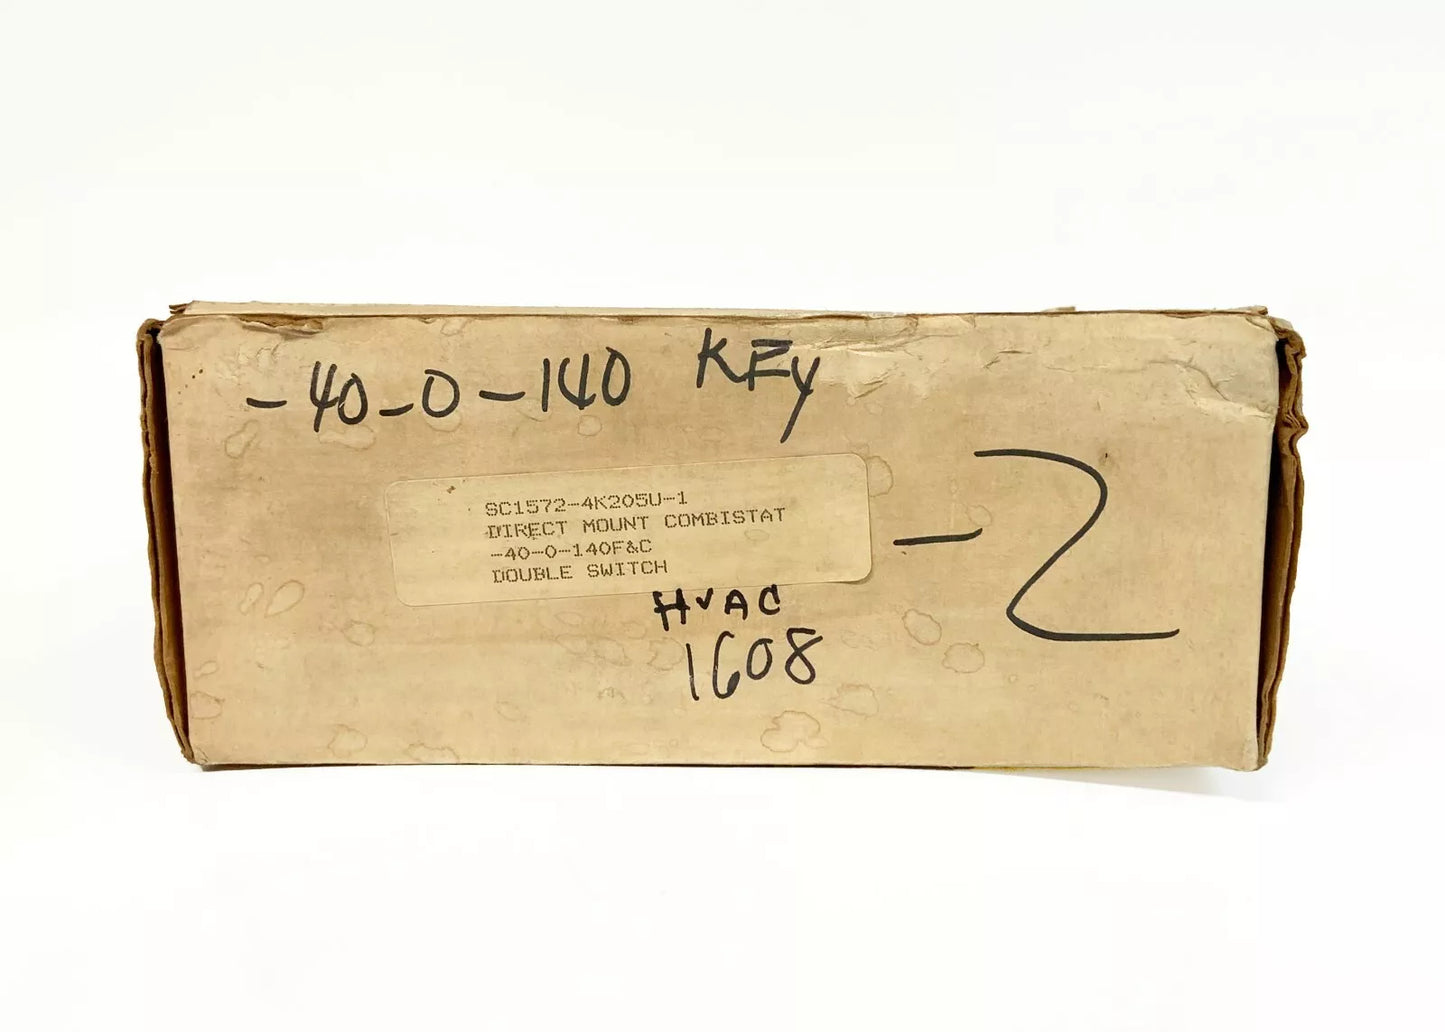 -40-0-140 KEy
SC1572-4K205U-1
DIRECT MOUNT COMBISTAT
-40-0-140F&C
DOUBLE SWITCH
-2
HVAC
1608